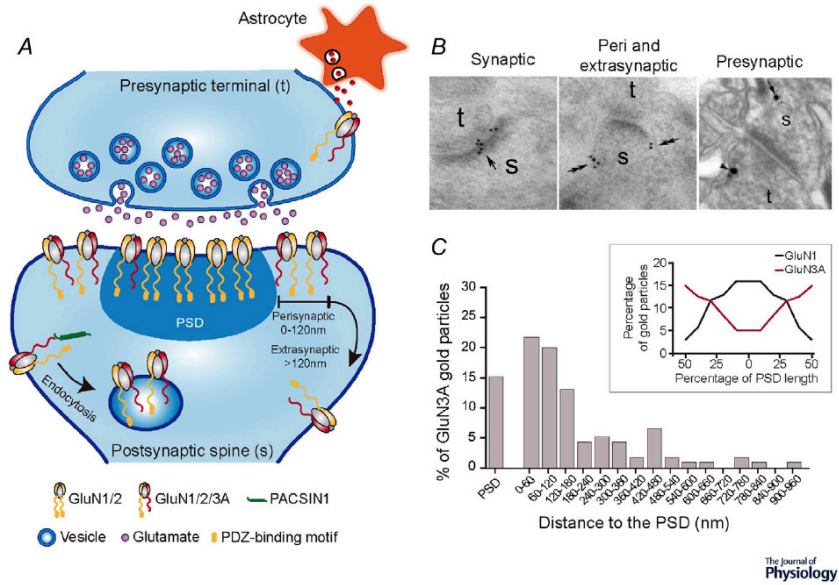 A
Astrocyte
Presynaptic terminal (t)
PSD
Perisynaptic
0-120nm
Extrasynaptic
>120nm
Endocytosis
Postsynaptic spine (s)
GluN1/2
GluN1/2/3A
PACSIN1
Vesicle
Glutamate
PDZ-binding motif
B
Synaptic
Peri and
extrasynaptic
Presynaptic
t
s
t
s
s
t
C
% of GluN3A gold particles
25
20
15
10
5
0
PSD
0-60
60-120
120-180
180-240
240-300
300-360
360-420
420-480
480-540
540-600
600-660
660-720
720-780
780-840
840-900
900-960
Distance to the PSD (nm)
Percentage
of gold particles
20
15
10
5
0
50
25
0
25
50
Percentage of PSD length
GluN1
GluN3A
The Journal of
Physiology